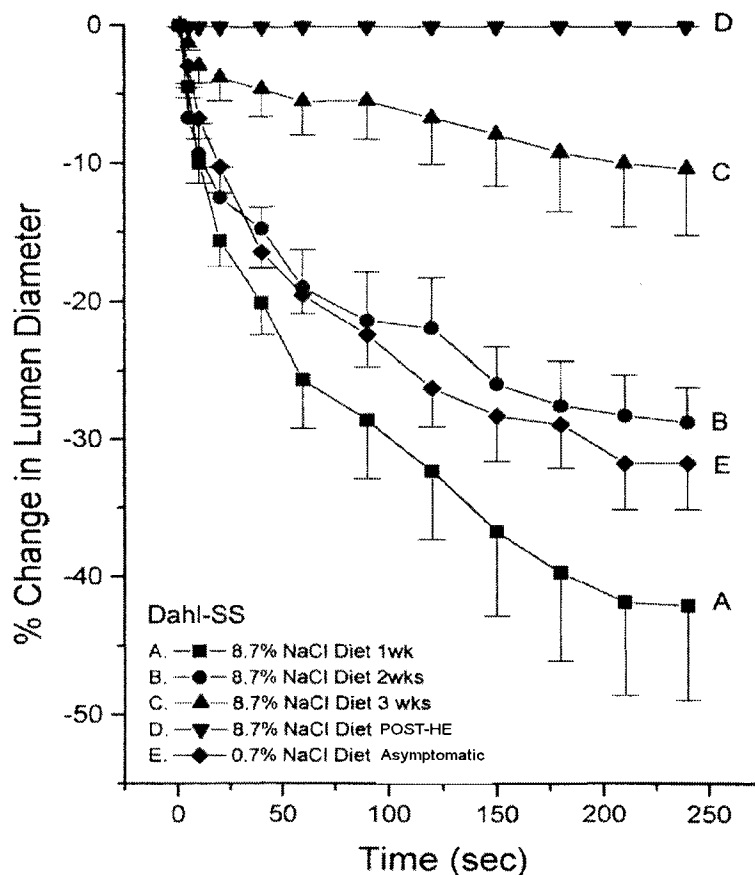 % Change in Lumen Diameter
0
-10
-20
-30
-40
-50
D
C
B
E
A
Dahl-SS
A. 8.7% NaCl Diet 1wk
B. 8.7% NaCl Diet 2wks
C. 8.7% NaCl Diet 3 wks
D. 8.7% NaCl Diet POST-HE
E. 0.7% NaCl Diet Asymptomatic
0 50 100 150 200 250
Time (sec)